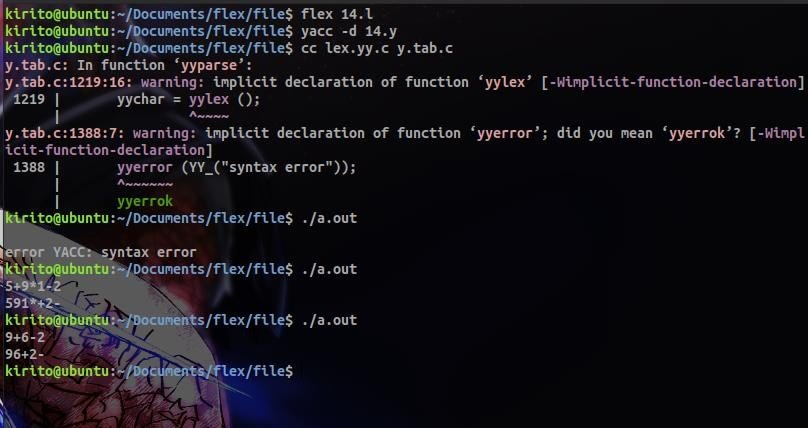 kirito@ubuntu:~/Documents/flex/file$ flex 14.l
kirito@ubuntu:~/Documents/flex/file$ yacc -d 14.y
kirito@ubuntu:~/Documents/flex/file$ cc lex.yy.c y.tab.c
y.tab.c: In function ‘yyparse’:
y.tab.c:1219:16: warning: implicit declaration of function ‘yylex’ [-Wimplicit-function-declaration]
1219 |       yychar = yylex ();
|                ^~~~~
y.tab.c:1388:7: warning: implicit declaration of function ‘yyerror’; did you mean ‘yyerrok’? [-Wimpl
icit-function-declaration]
1388 |       yyerror (YY_("syntax error"));
|       ^~~~~~~
|       yyerrok
kirito@ubuntu:~/Documents/flex/file$ ./a.out
error YACC: syntax error
kirito@ubuntu:~/Documents/flex/file$ ./a.out
5+9*1-2
591*+2-
kirito@ubuntu:~/Documents/flex/file$ ./a.out
9+6-2
96+2-
kirito@ubuntu:~/Documents/flex/file$